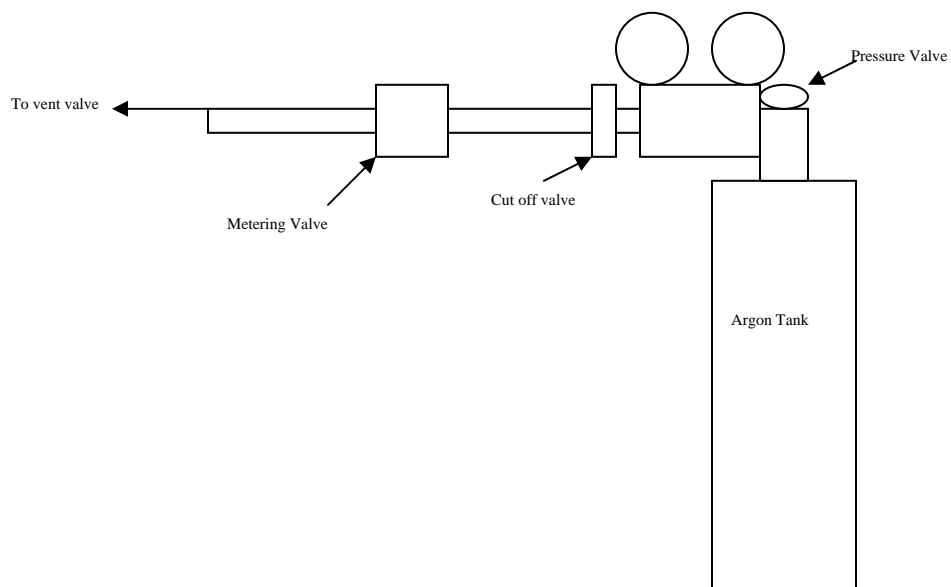 Pressure Valve
To vent valve
Cut off valve
Metering Valve
Argon Tank